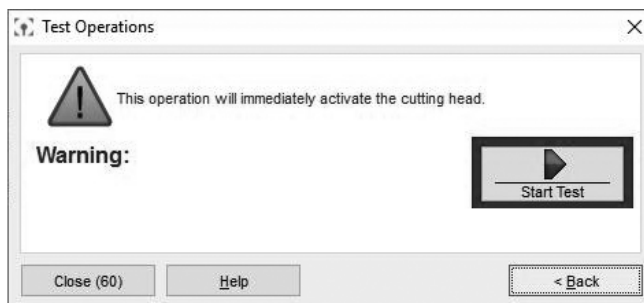 Test Operations
This operation will immediately activate the cutting head.
Warning:
Start Test
Close (60)
Help
< Back